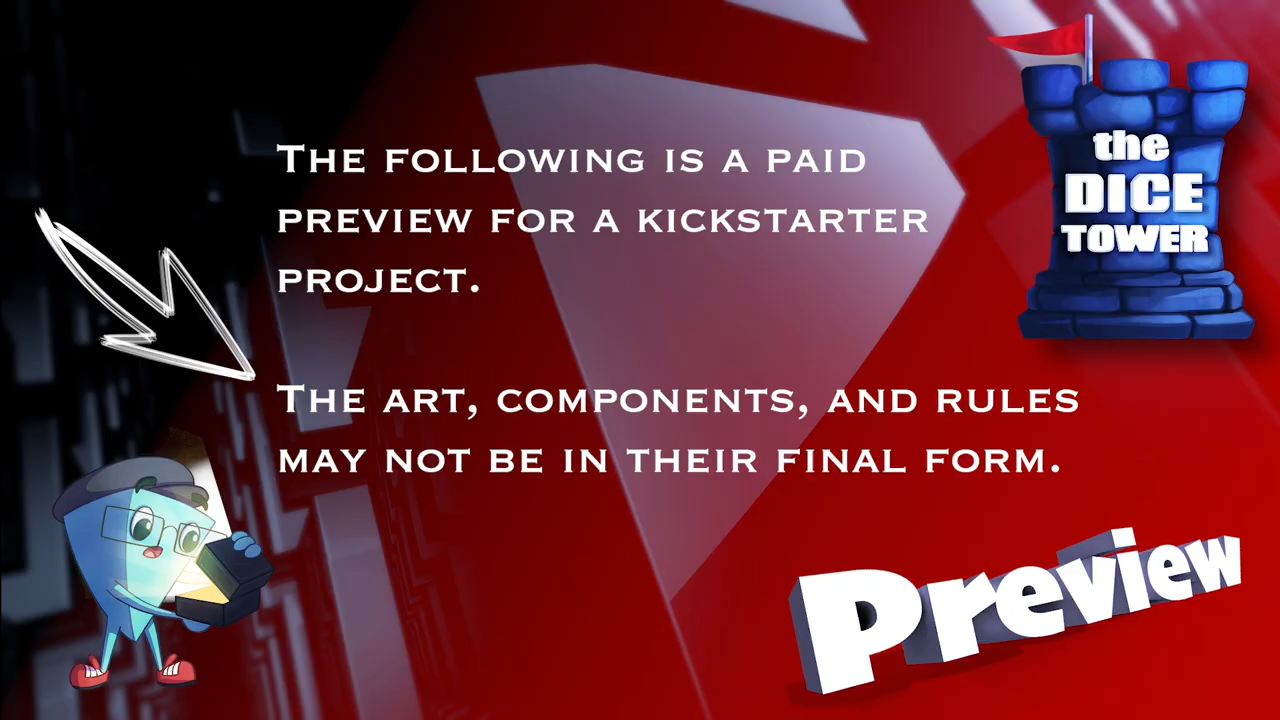 THE FOLLOWING IS A PAID
PREVIEW FOR A KICKSTARTER
PROJECT.
THE ART, COMPONENTS, AND RULES
MAY NOT BE IN THEIR FINAL FORM.
the
DICE
TOWER
Preview